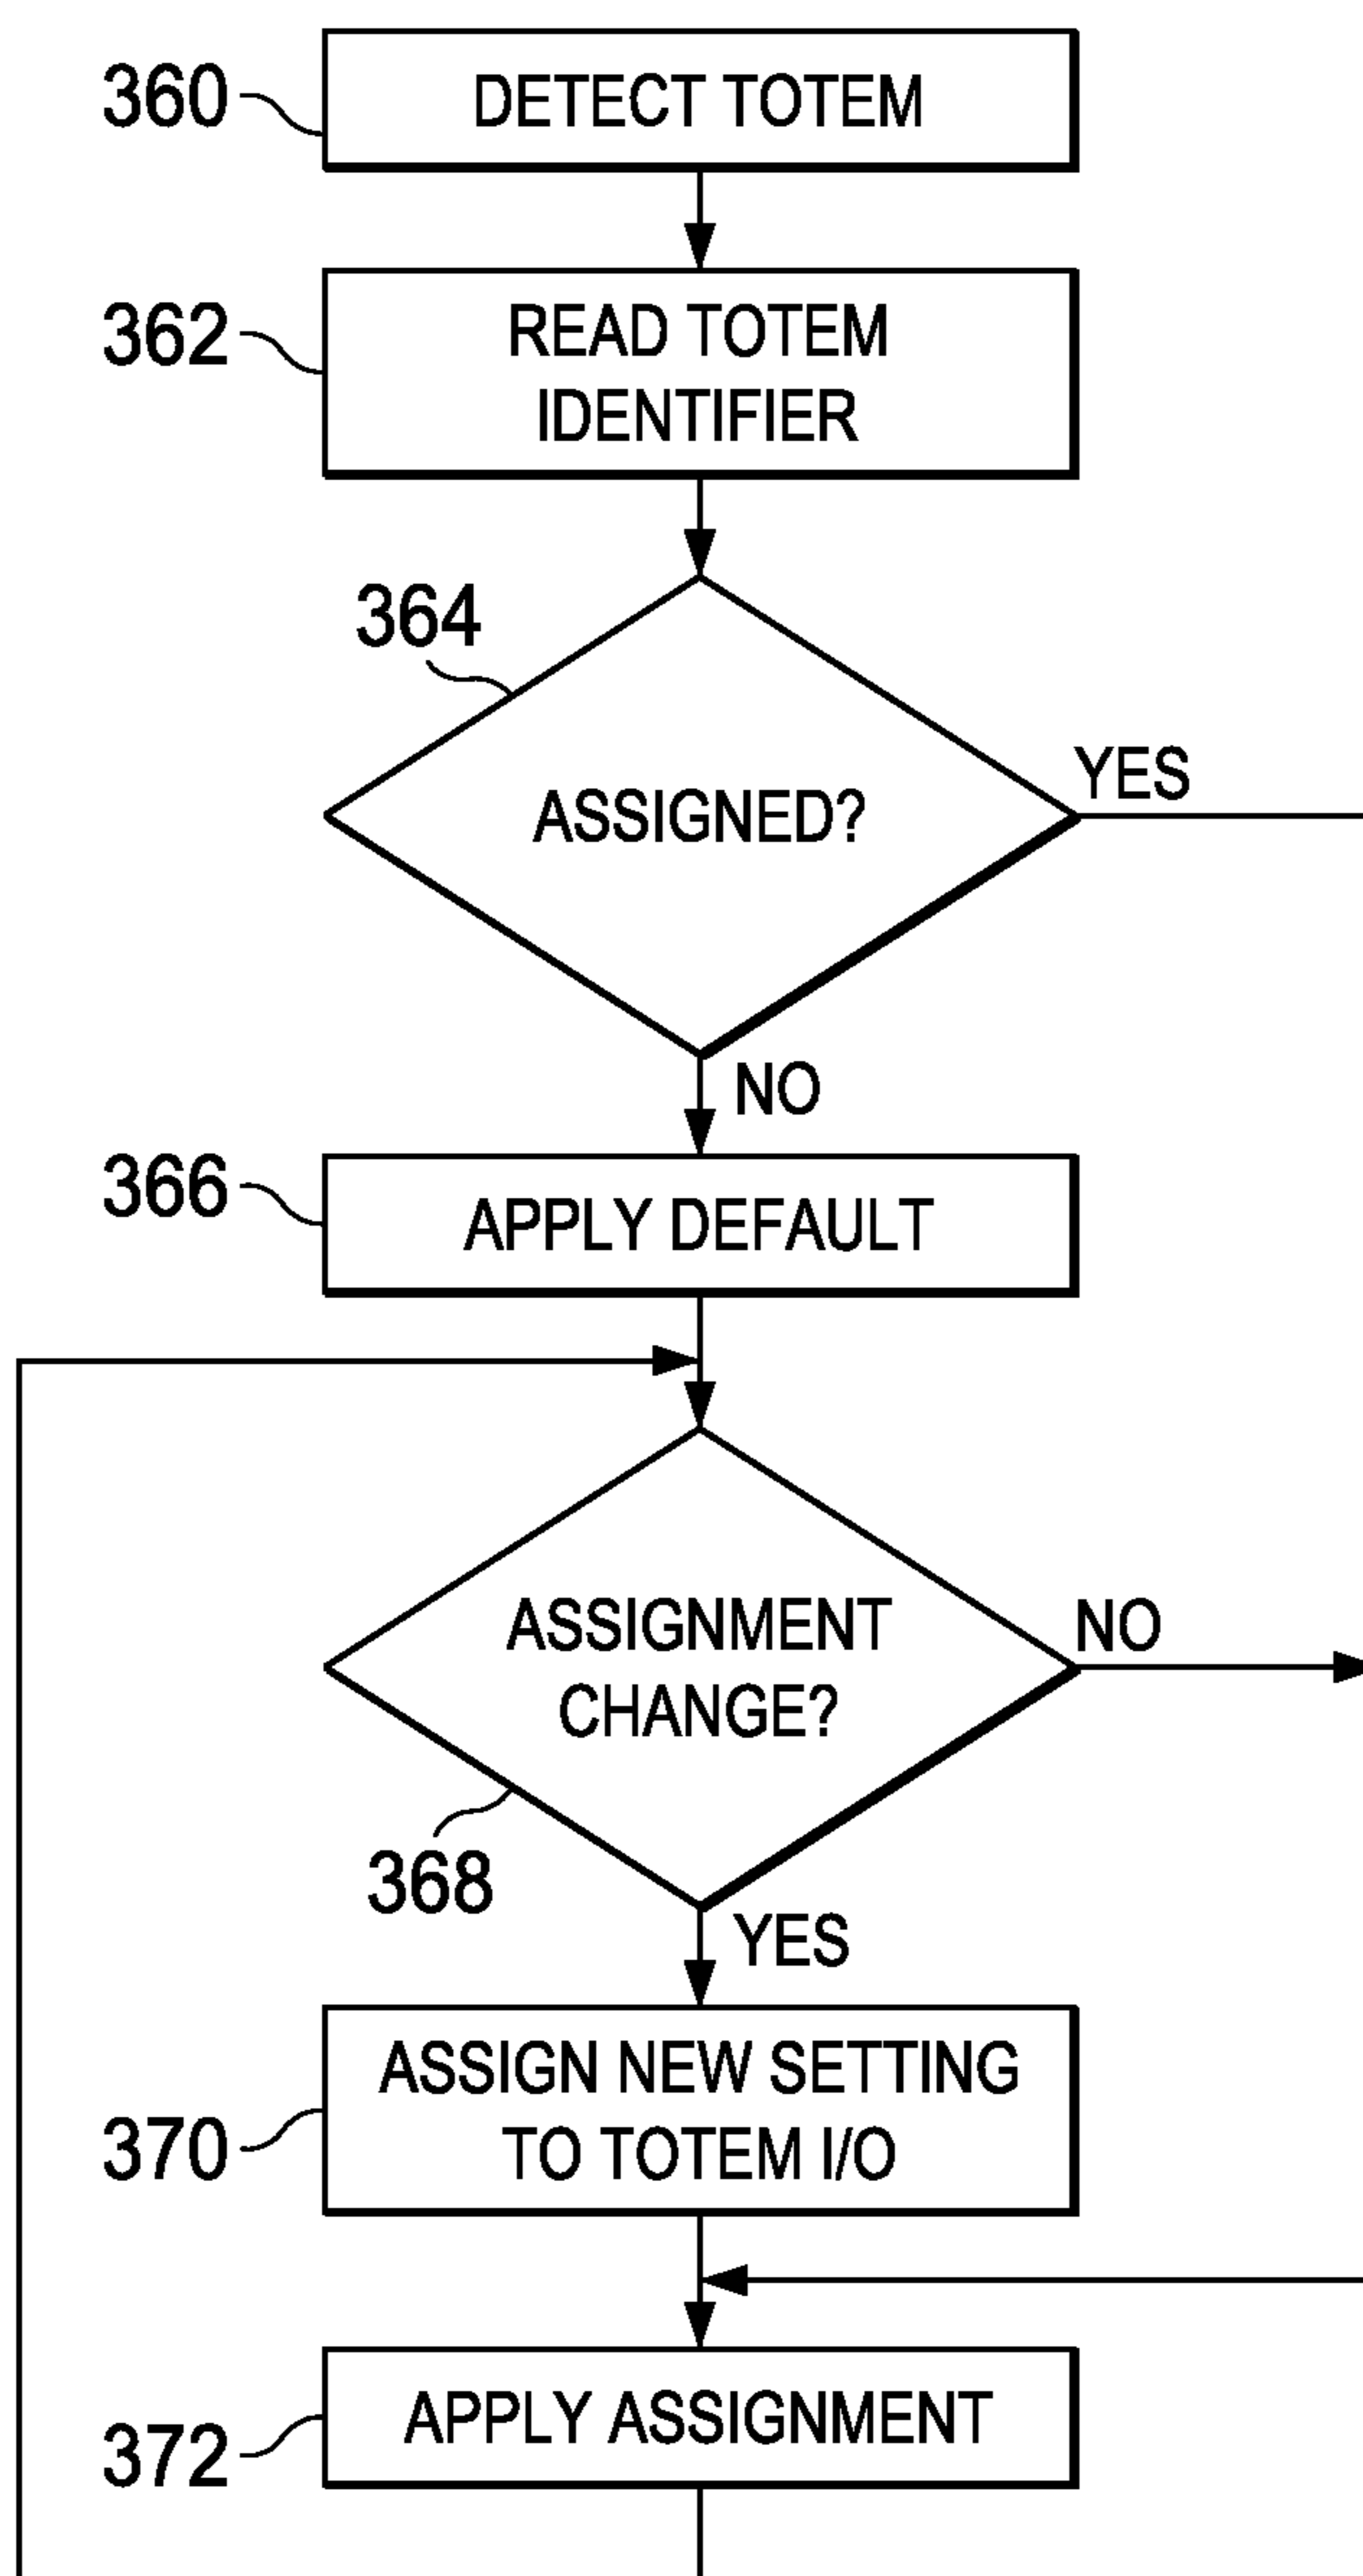 360
DETECT TOTEM
362
READ TOTEM
IDENTIFIER
364
ASSIGNED?
YES
NO
366
APPLY DEFAULT
ASSIGNMENT
CHANGE?
NO
368
YES
ASSIGN NEW SETTING
TO TOTEM I/O
370
APPLY ASSIGNMENT
372